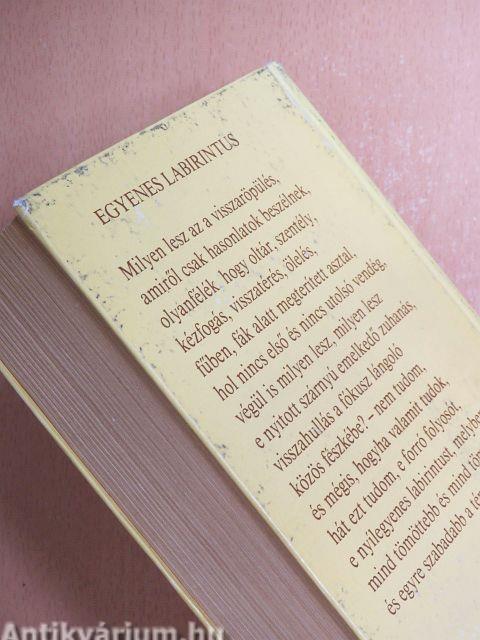 EGYENES LABIRINTUS
Milyen lesz az a visszaröpülés,
amiről csak hasonlatok beszélnek,
olyanfélék, hogy oltár, szentély,
kézfogás, visszatérés, ölelés,
fűben, fák alatt megterített asztal,
hol nincs első és nincs utolsó vendég,
végül is milyen lesz, milyen lesz
e nyitott szárnyú emelkedő zuhanás,
visszahullás a fókusz lángoló
közös fészkébe? – nem tudom,
és mégis, hogyha valamit tudok,
hát ezt tudom, e forró folyosót,
e nyílegyenes labirintust, melyben
mind tömöttebb és mind
és egyre szabadabb a
Antikvárium.hu